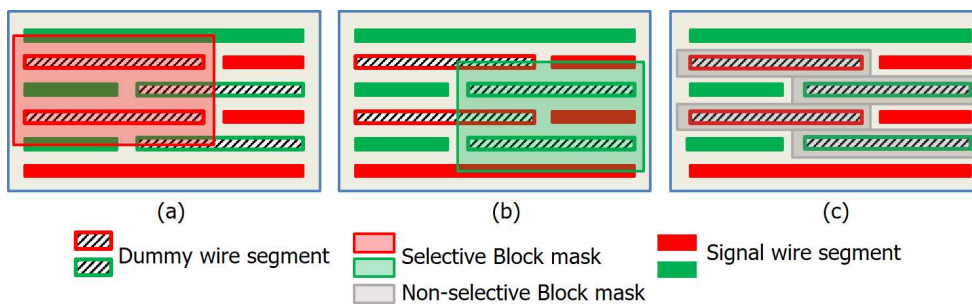 (a) (b) (c)
Dummy wire segment Selective Block mask Signal wire segment
Non-selective Block mask